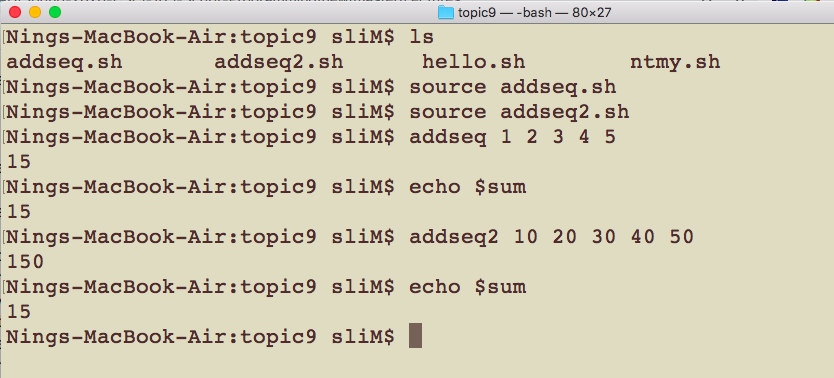 topic9 — -bash — 80×27
Nings-MacBook-Air:topic9 sliM$ ls
addseq.sh addseq2.sh hello.sh ntmy.sh
Nings-MacBook-Air:topic9 sliM$ source addseq.sh
Nings-MacBook-Air:topic9 sliM$ source addseq2.sh
Nings-MacBook-Air:topic9 sliM$ addseq 1 2 3 4 5
15
Nings-MacBook-Air:topic9 sliM$ echo $sum
15
Nings-MacBook-Air:topic9 sliM$ addseq2 10 20 30 40 50
150
Nings-MacBook-Air:topic9 sliM$ echo $sum
15
Nings-MacBook-Air:topic9 sliM$